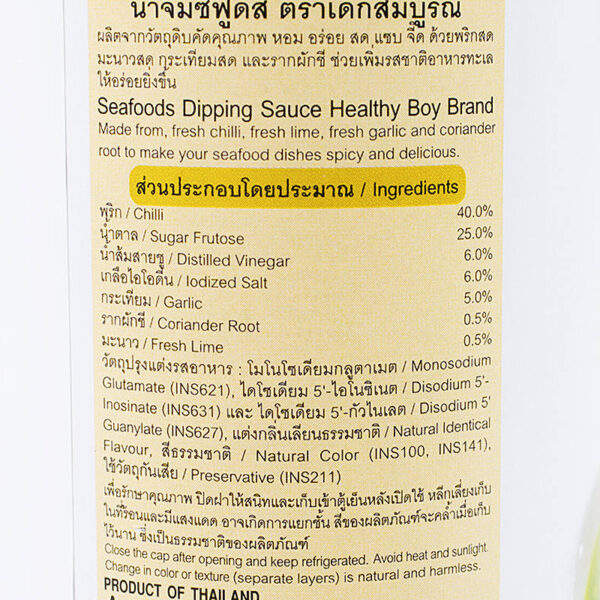 น้ำจิ้มซีฟู้ดส์ ตราเด็กสมบูรณ์
ผลิตจากวัตถุดิบคัดคุณภาพ หอม อร่อย สด แซบ จี๊ด ด้วยพริกสด
มะนาวสด กระเทียมสด และรากผักชี ช่วยเพิ่มรสชาติอาหารทะเล
ให้อร่อยยิ่งขึ้น
Seafoods Dipping Sauce Healthy Boy Brand
Made from, fresh chilli, fresh lime, fresh garlic and coriander
root to make your seafood dishes spicy and delicious.
ส่วนประกอบโดยประมาณ / Ingredients
พริก / Chilli 40.0%
น้ำตาล / Sugar Frutose 25.0%
น้ำส้มสายชู / Distilled Vinegar 6.0%
เกลือไอโอดีน / Iodized Salt 6.0%
กระเทียม / Garlic 5.0%
รากผักชี / Coriander Root 0.5%
มะนาว / Fresh Lime 0.5%
วัตถุปรุงแต่งรสอาหาร : โมโนโซเดียมกลูตาเมต / Monosodium
Glutamate (INS621), ไดโซเดียม 5'-ไอโนซิเนต / Disodium 5'-
Inosinate (INS631) และ ไดโซเดียม 5'-กัวไนเลต / Disodium 5'
Guanylate (INS627), แต่งกลิ่นเลียนธรรมชาติ / Natural Identical
Flavour, สีธรรมชาติ / Natural Color (INS100, INS141),
ใช้วัตถุกันเสีย / Preservative (INS211)
เพื่อรักษาคุณภาพ ปิดฝาให้สนิทและเก็บเข้าตู้เย็นหลังเปิดใช้ หลีกเลี่ยงเก็บ
ในที่ร้อนและมีแสงแดด อาจเกิดการแยกชั้น สีของผลิตภัณฑ์จะคล้ำเมื่อเก็บ
ไว้นาน ซึ่งเป็นธรรมชาติของผลิตภัณฑ์
Close the cap after opening and keep refrigerated. Avoid heat and sunlight.
Change in color or texture (separate layers) is natural and harmless.
PRODUCT OF THAILAND